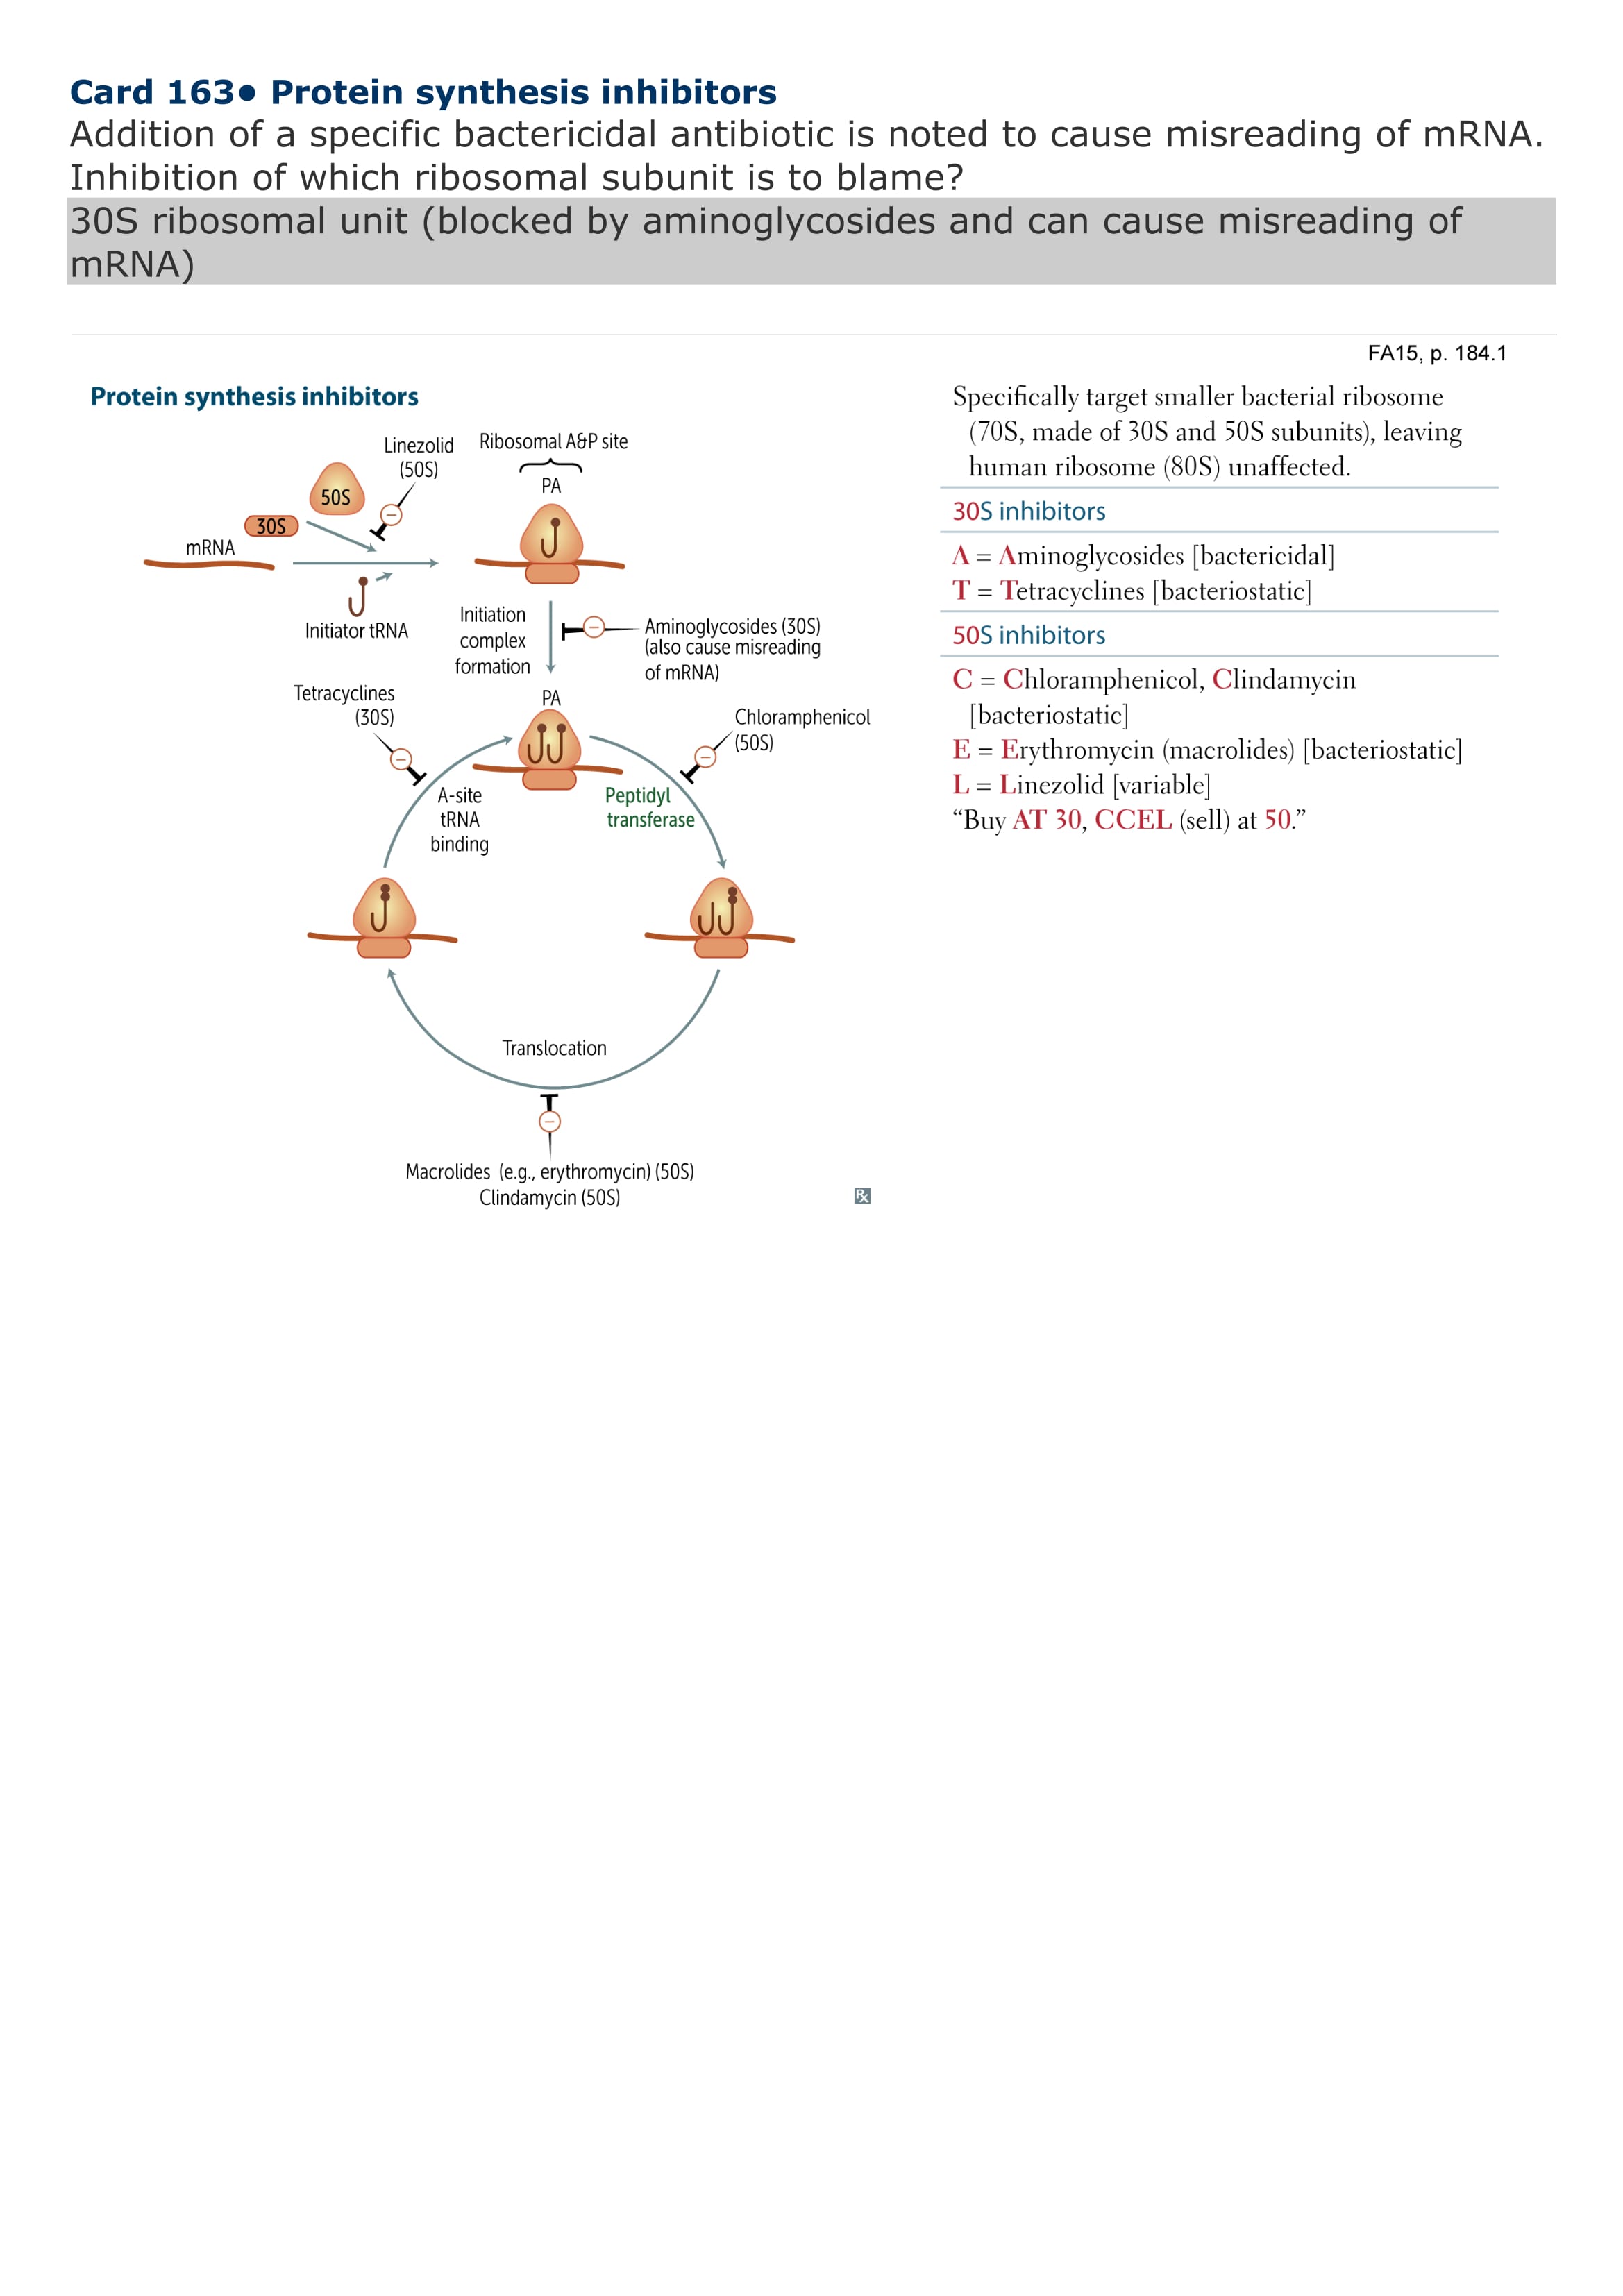 Card 163● Protein synthesis inhibitors
Addition of a specific bactericidal antibiotic is noted to cause misreading of mRNA.
Inhibition of which ribosomal subunit is to blame?
30S ribosomal unit (blocked by aminoglycosides and can cause misreading of
mRNA)
FA15, p. 184.1
Protein synthesis inhibitors
Linezolid
(50S)
Ribosomal A&P site
50S
PA
30S
mRNA
Initiator tRNA
Initiation
complex
formation
Aminoglycosides (30S)
(also cause misreading
of mRNA)
Tetracyclines
(30S)
PA
Chloramphenicol
(50S)
A-site
tRNA
binding
Peptidyl
transferase
Translocation
Macrolides (e.g., erythromycin) (50S)
Clindamycin (50S)
Rx
Specifically target smaller bacterial ribosome
(70S, made of 30S and 50S subunits), leaving
human ribosome (80S) unaffected.
30S inhibitors
A = Aminoglycosides [bactericidal]
T = Tetracyclines [bacteriostatic]
50S inhibitors
C = Chloramphenicol, Clindamycin
[bacteriostatic]
E = Erythromycin (macrolides) [bacteriostatic]
L = Linezolid [variable]
“Buy AT 30, CCEL (sell) at 50.”